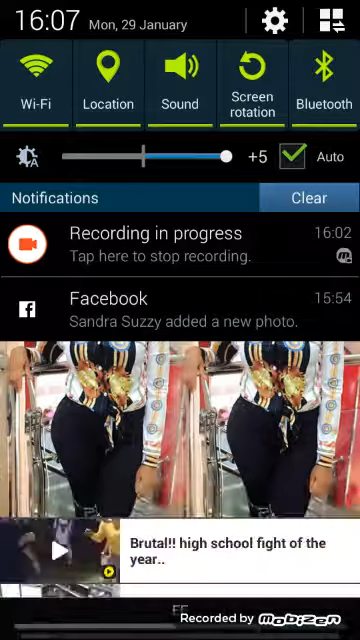 16:07 Mon, 29 January
Wi-Fi
Location
Sound
Screen
rotation
Bluetooth
A
+5
Auto
Notifications
Clear
Recording in progress
16:02
Tap here to stop recording.
Facebook
15:54
Sandra Suzzy added a new photo.
Brutal!! high school fight of the
year..
EE
Recorded by mobizen